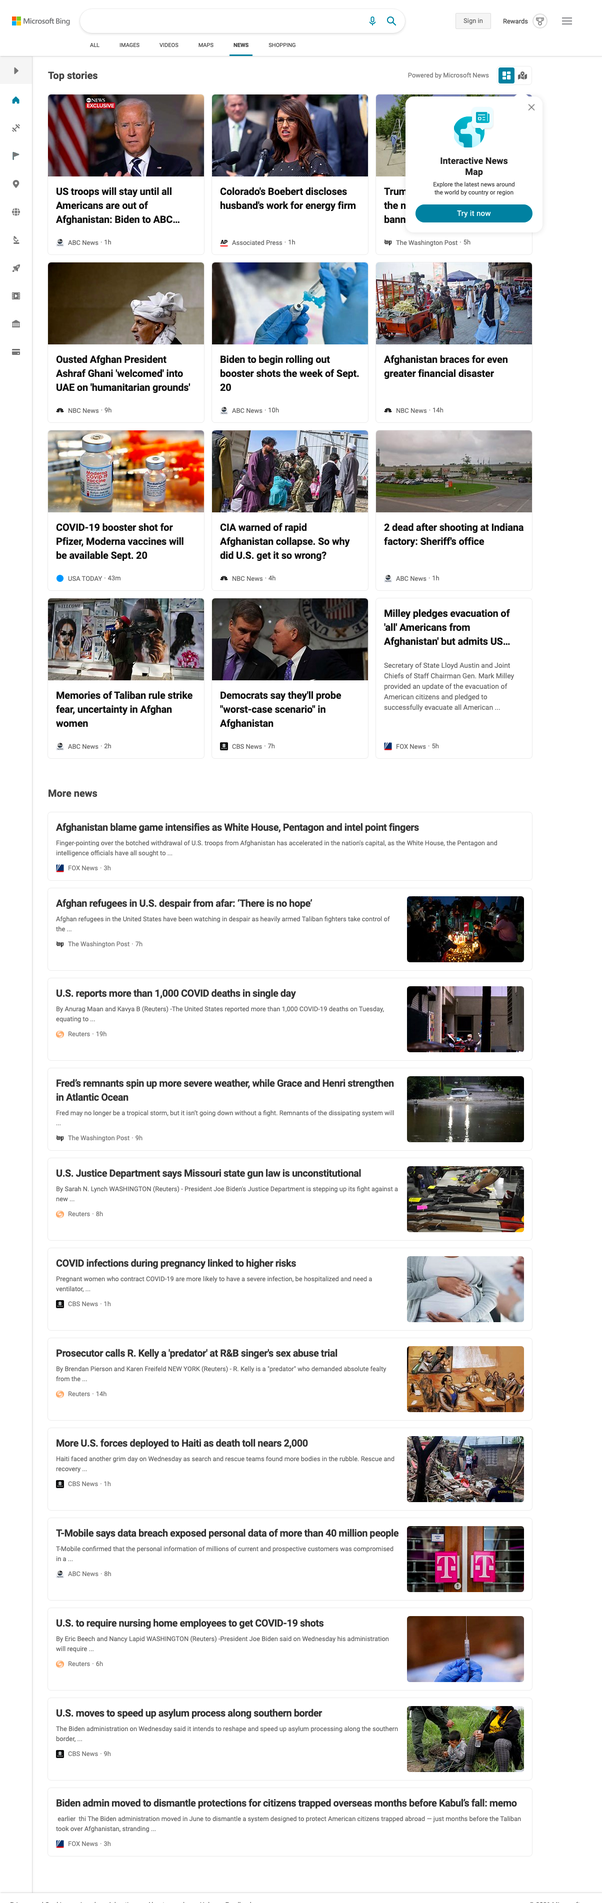 Microsoft Bing
Sign in
Rewards
ALL
IMAGES
VIDEOS
MAPS
NEWS
SHOPPING
Top stories
Powered by Microsoft News
Interactive News
Map
Explore the latest news around
the world by country or region
Try it now
NEWS
EXCLUSIVE
US troops will stay until all
Americans are out of
Afghanistan: Biden to ABC...
ABC News · 1h
Colorado's Boebert discloses
husband's work for energy firm
AP Associated Press · 1h
Trum
the n
bann
wp The Washington Post · 5h
Ousted Afghan President
Ashraf Ghani 'welcomed' into
UAE on 'humanitarian grounds'
NBC News · 9h
Biden to begin rolling out
booster shots the week of Sept.
20
ABC News · 10h
Afghanistan braces for even
greater financial disaster
NBC News · 14h
COVID-19 booster shot for
Pfizer, Moderna vaccines will
be available Sept. 20
USA TODAY · 43m
CIA warned of rapid
Afghanistan collapse. So why
did U.S. get it so wrong?
NBC News · 4h
2 dead after shooting at Indiana
factory: Sheriff's office
ABC News · 1h
Memories of Taliban rule strike
fear, uncertainty in Afghan
women
ABC News · 2h
Democrats say they'll probe
"worst-case scenario" in
Afghanistan
CBS News · 7h
Milley pledges evacuation of
'all' Americans from
Afghanistan' but admits US...
Secretary of State Lloyd Austin and Joint
Chiefs of Staff Chairman Gen. Mark Milley
provided an update of the evacuation of
American citizens and pledged to
successfully evacuate all American ...
FOX News · 5h
More news
Afghanistan blame game intensifies as White House, Pentagon and intel point fingers
Finger-pointing over the botched withdrawal of U.S. troops from Afghanistan has accelerated in the nation's capital, as the White House, the Pentagon and
intelligence officials have all sought to ...
FOX News · 3h
Afghan refugees in U.S. despair from afar: 'There is no hope'
Afghan refugees in the United States have been watching in despair as heavily armed Taliban fighters take control of
the ...
wp The Washington Post · 7h
U.S. reports more than 1,000 COVID deaths in single day
By Anurag Maan and Kavya B (Reuters) -The United States reported more than 1,000 COVID-19 deaths on Tuesday,
equating to ...
Reuters · 19h
Fred's remnants spin up more severe weather, while Grace and Henri strengthen
in Atlantic Ocean
Fred may no longer be a tropical storm, but it isn't going down without a fight. Remnants of the dissipating system will
...
wp The Washington Post · 9h
U.S. Justice Department says Missouri state gun law is unconstitutional
By Sarah N. Lynch WASHINGTON (Reuters) - President Joe Biden's Justice Department is stepping up its fight against a
new ...
Reuters · 8h
COVID infections during pregnancy linked to higher risks
Pregnant women who contract COVID-19 are more likely to have a severe infection, be hospitalized and need a
ventilator, ...
CBS News · 1h
Prosecutor calls R. Kelly a 'predator' at R&B singer's sex abuse trial
By Brendan Pierson and Karen Freifeld NEW YORK (Reuters) - R. Kelly is a "predator" who demanded absolute fealty
from the ...
Reuters · 14h
More U.S. forces deployed to Haiti as death toll nears 2,000
Haiti faced another grim day on Wednesday as search and rescue teams found more bodies in the rubble. Rescue and
recovery ...
CBS News · 1h
T-Mobile says data breach exposed personal data of more than 40 million people
T-Mobile confirmed that the personal information of millions of current and prospective customers was compromised
in a ...
ABC News · 8h
U.S. to require nursing home employees to get COVID-19 shots
By Eric Beech and Nancy Lapid WASHINGTON (Reuters) -President Joe Biden said on Wednesday his administration
will require ...
Reuters · 6h
U.S. moves to speed up asylum process along southern border
The Biden administration on Wednesday said it intends to reshape and speed up asylum processing along the southern
border, ...
CBS News · 9h
Biden admin moved to dismantle protections for citizens trapped overseas months before Kabul's fall: memo
earlier thi The Biden administration moved in June to dismantle a system designed to protect American citizens trapped abroad — just months before the Taliban
took over Afghanistan, stranding ...
FOX News · 3h